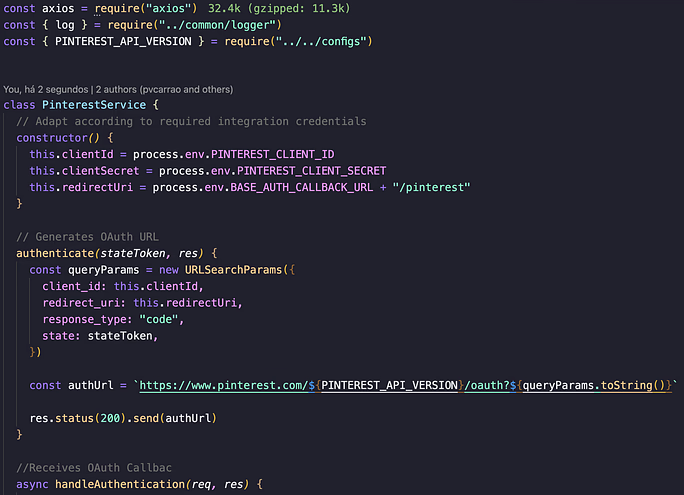 const axios = require("axios") 32.4k (gzipped: 11.3k)
const { log } = require("../common/logger")
const { PINTEREST_API_VERSION } = require("../../configs")
You, há 2 segundos | 2 authors (pvcarrao and others)
class PinterestService {
// Adapt according to required integration credentials
constructor() {
this.clientId = process.env.PINTEREST_CLIENT_ID
this.clientSecret = process.env.PINTEREST_CLIENT_SECRET
this.redirectUri = process.env.BASE_AUTH_CALLBACK_URL + "/pinterest"
}
// Generates OAuth URL
authenticate(stateToken, res) {
const queryParams = new URLSearchParams({
client_id: this.clientId,
redirect_uri: this.redirectUri,
response_type: "code",
state: stateToken,
})
const authUrl = `https://www.pinterest.com/${PINTEREST_API_VERSION}/oauth?${queryParams.toString()}`
res.status(200).send(authUrl)
}
//Receives OAuth Callbac
async handleAuthentication(req, res) {